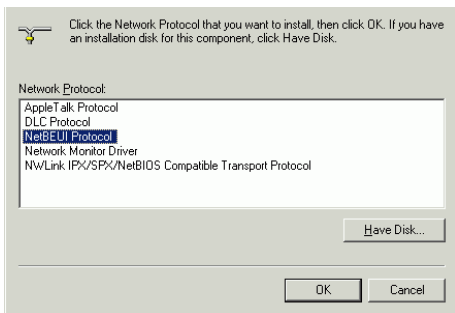 Click the Network Protocol that you want to install, then click OK. If you have
an installation disk for this component, click Have Disk.
Network Protocol:
AppleTalk Protocol
DLC Protocol
NetBEUI Protocol
Network Monitor Driver
NWLink IPX/SPX/NetBIOS Compatible Transport Protocol
Have Disk...
OK
Cancel